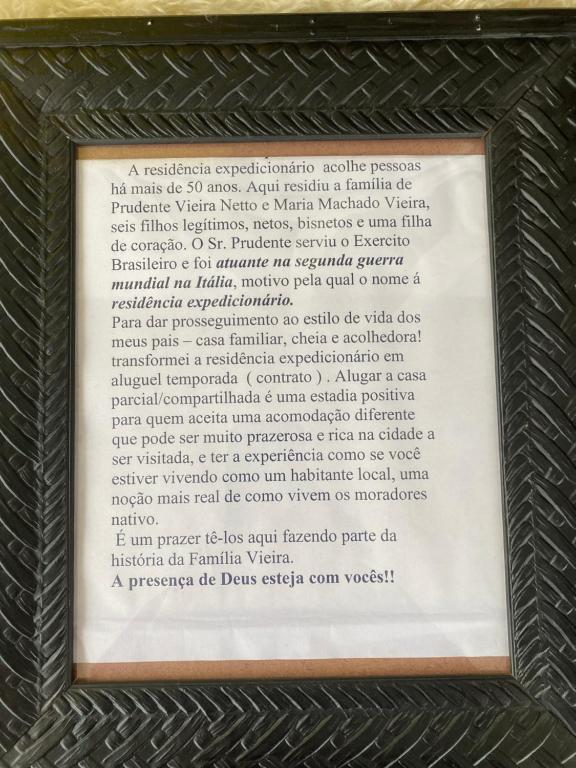 A residência expedicionário acolhe pessoas
há mais de 50 anos. Aqui residiu a família de
Prudente Vieira Netto e Maria Machado Vieira,
seis filhos legítimos, netos, bisnetos e uma filha
de coração. O Sr. Prudente serviu o Exercito
Brasileiro e foi atuante na segunda guerra
mundial na Itália, motivo pela qual o nome á
residência expedicionário.
Para dar prosseguimento ao estilo de vida dos
meus pais – casa familiar, cheia e acolhedora!
transformei a residência expedicionário em
aluguel temporada ( contrato ) . Alugar a casa
parcial/compartilhada é uma estadia positiva
para quem aceita uma acomodação diferente
que pode ser muito prazerosa e rica na cidade a
ser visitada, e ter a experiência como se você
estiver vivendo como um habitante local, uma
noção mais real de como vivem os moradores
nativo.
É um prazer tê-los aqui fazendo parte da
história da Família Vieira.
A presença de Deus esteja com vocês!!